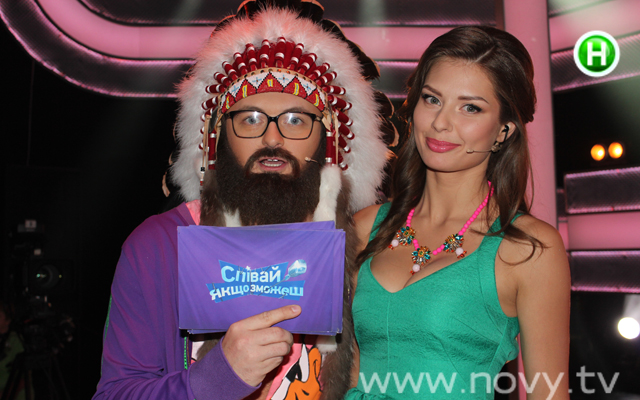 Н
Співай
якщо зможеш
www.novy.tv